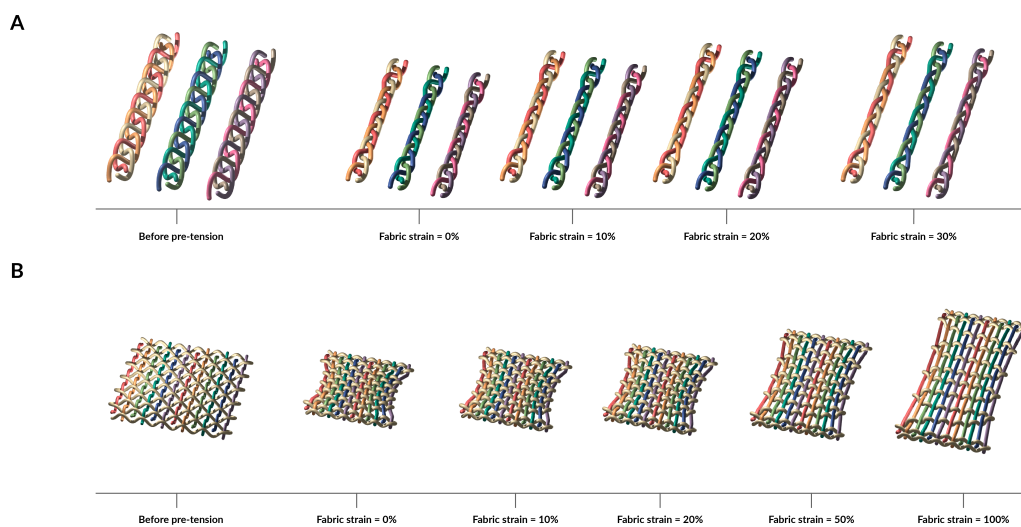 A
Before pre-tension
Fabric strain = 0%
Fabric strain = 10%
Fabric strain = 20%
Fabric strain = 30%
B
Before pre-tension
Fabric strain = 0%
Fabric strain = 10%
Fabric strain = 20%
Fabric strain = 50%
Fabric strain = 100%